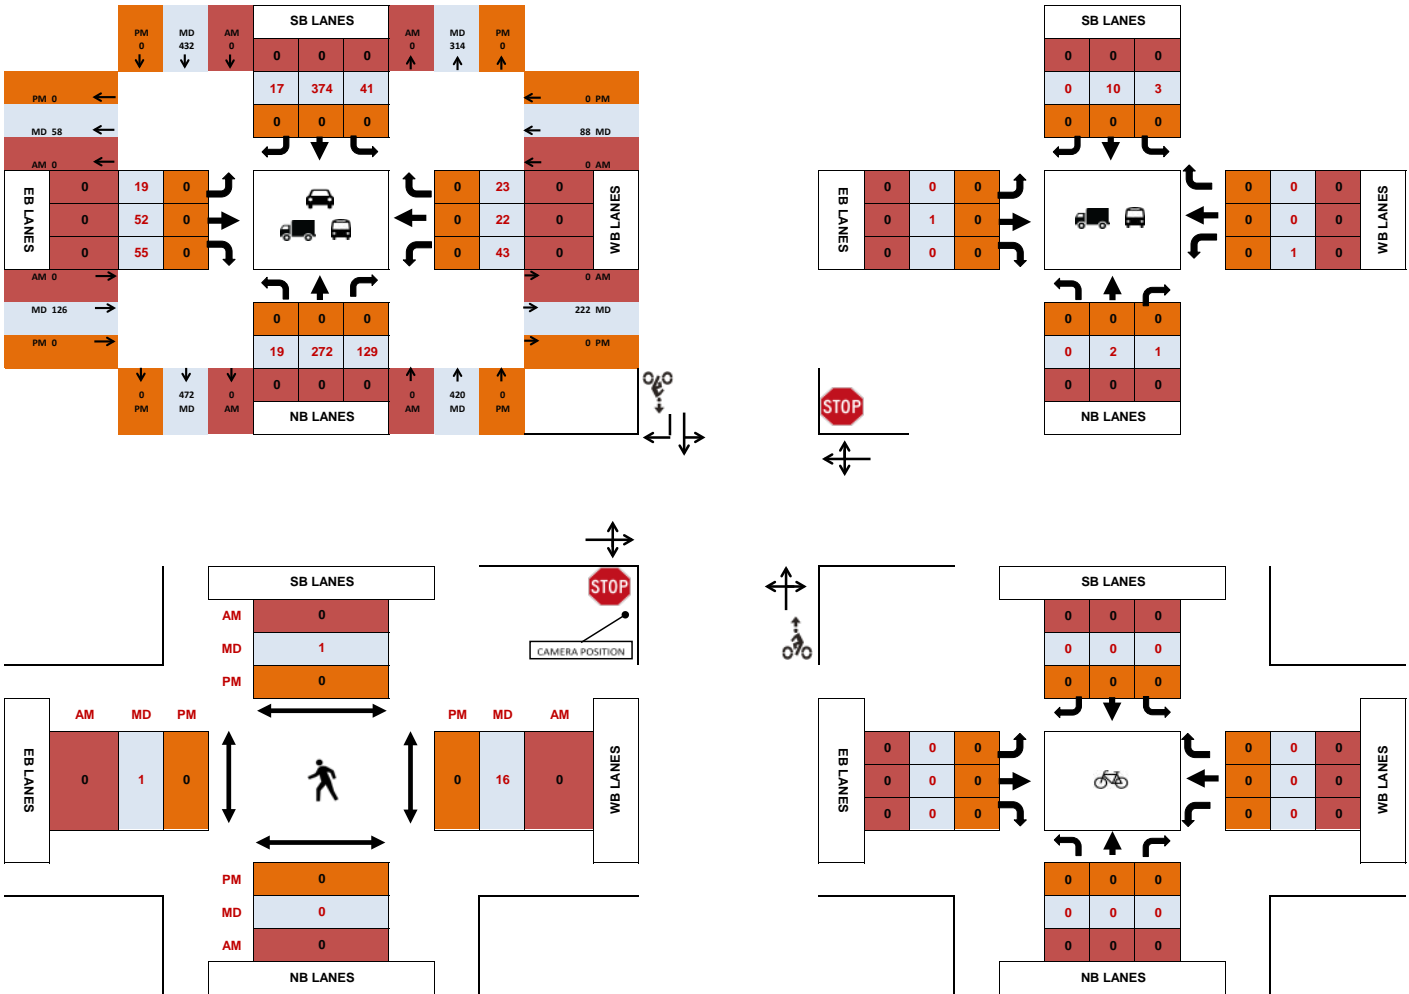 SB LANES
PM MD AM
0 432 0
AM MD PM
0 314 0
0 0 0
17 374 41
0 0 0
PM 0
MD 58
AM 0
0 PM
88 MD
0 AM
EB LANES
0 19 0
0 52 0
0 55 0
0 23 0
0 22 0
0 43 0
WB LANES
AM 0
MD 126
PM 0
0 AM
222 MD
0 PM
0 0 0
19 272 129
0 0 0
NB LANES
0 472 0
PM MD AM
0 420 0
AM MD PM
SB LANES
0 0 0
0 10 3
0 0 0
EB LANES
0 0 0
0 1 0
0 0 0
0 0 0
0 0 0
0 1 0
WB LANES
0 0 0
0 2 1
0 0 0
NB LANES
STOP
SB LANES
AM 0
MD 1
PM 0
STOP
CAMERA POSITION
AM MD PM
EB LANES
0 1 0
PM MD AM
0 16 0
WB LANES
PM 0
MD 0
AM 0
NB LANES
SB LANES
0 0 0
0 0 0
0 0 0
EB LANES
0 0 0
0 0 0
0 0 0
0 0 0
0 0 0
0 0 0
WB LANES
0 0 0
0 0 0
0 0 0
NB LANES